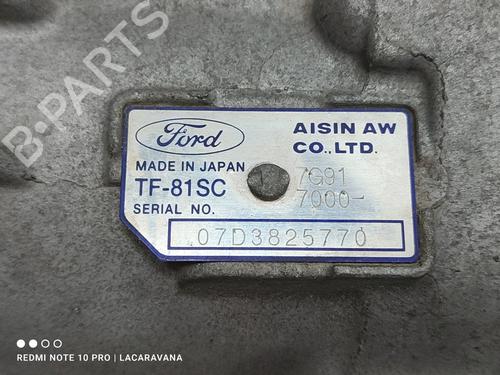 B-PARTS
Ford
AISIN AW
CO.,LTD.
MADE IN JAPAN
TF-81SC
7G91
7000-
SERIAL NO.
07D3825770
REDMI NOTE 10 PRO | LACARAVANA